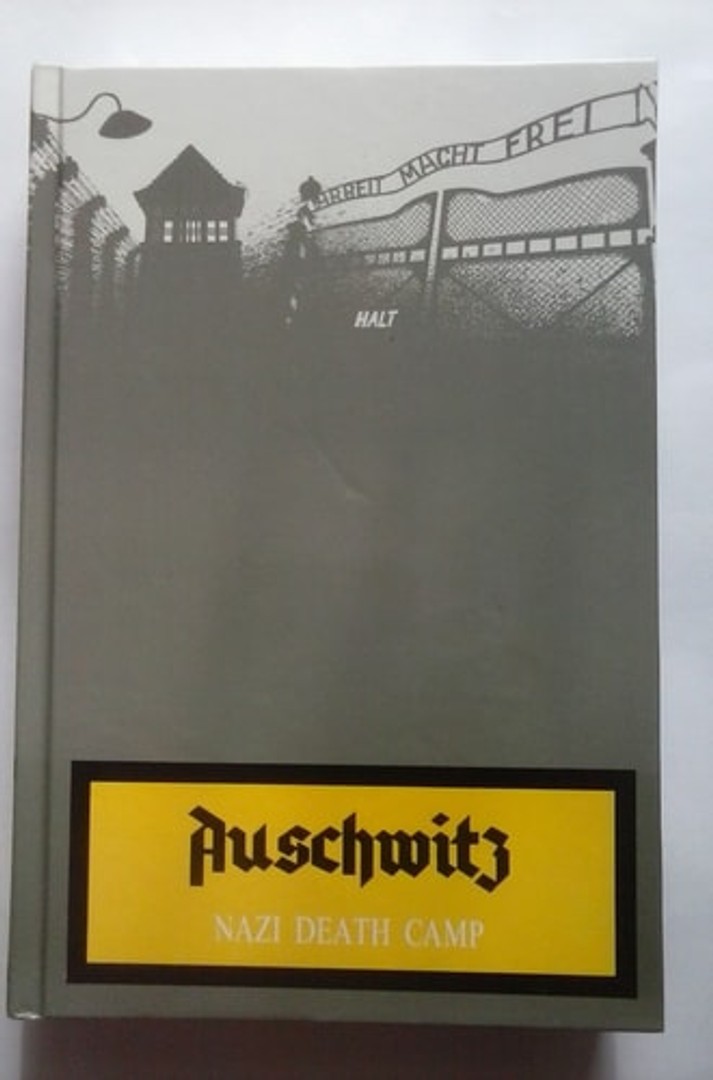 ARBEIT MACHT FREI
HALT
Auschwitz
NAZI DEATH CAMP